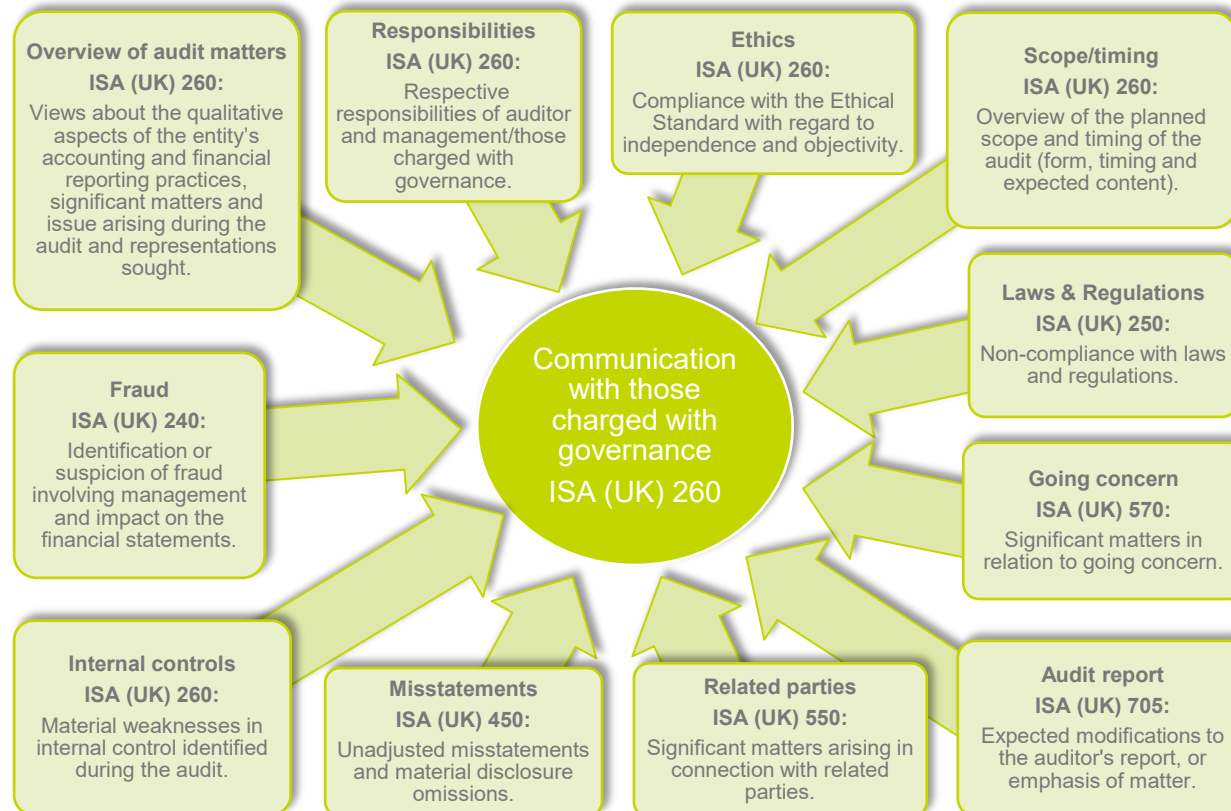 Overview of audit matters
ISA (UK) 260:
Views about the qualitative
aspects of the entity's
accounting and financial
reporting practices,
significant matters and
issue arising during the
audit and representations
sought.
Responsibilities
ISA (UK) 260:
Respective
responsibilities of auditor
and management/those
charged with
governance.
Ethics
ISA (UK) 260:
Compliance with the Ethical
Standard with regard to
independence and objectivity.
Scope/timing
ISA (UK) 260:
Overview of the planned
scope and timing of the
audit (form, timing and
expected content).
Laws & Regulations
ISA (UK) 250:
Non-compliance with laws
and regulations.
Communication
with those
charged with
governance
ISA (UK) 260
Fraud
ISA (UK) 240:
Identification or
suspicion of fraud
involving management
and impact on the
financial statements.
Going concern
ISA (UK) 570:
Significant matters in
relation to going concern.
Internal controls
ISA (UK) 260:
Material weaknesses in
internal control identified
during the audit.
Misstatements
ISA (UK) 450:
Unadjusted misstatements
and material disclosure
omissions.
Related parties
ISA (UK) 550:
Significant matters arising in
connection with related
parties.
Audit report
ISA (UK) 705:
Expected modifications to
the auditor's report, or
emphasis of matter.